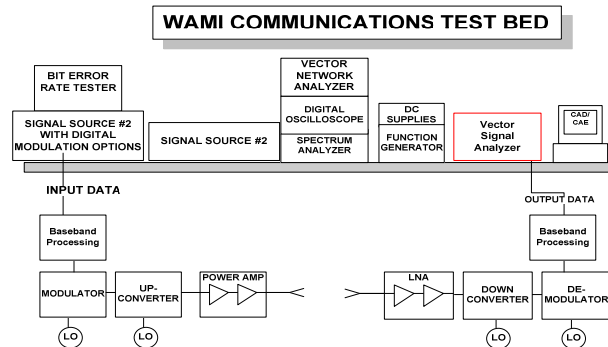 WAMI COMMUNICATIONS TEST BED
BIT ERROR
RATE TESTER
SIGNAL SOURCE #2
WITH DIGITAL
MODULATION OPTIONS
SIGNAL SOURCE #2
VECTOR
NETWORK
ANALYZER
DIGITAL
OSCILLOSCOPE
SPECTRUM
ANALYZER
DC
SUPPLIES
FUNCTION
GENERATOR
Vector
Signal
Analyzer
CAD/
CAE
INPUT DATA
OUTPUT DATA
Baseband
Processing
Baseband
Processing
MODULATOR
UP-
CONVERTER
POWER AMP
LNA
DOWN
CONVERTER
DE-
MODULATOR
LO
LO
LO
LO